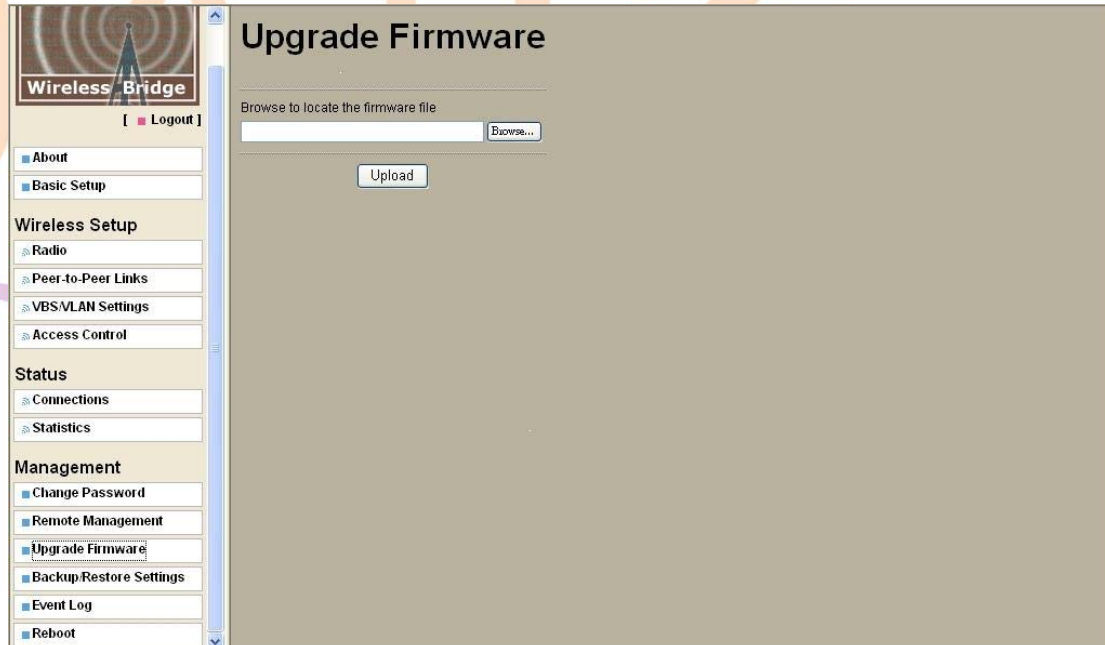 Wireless Bridge
[ Logout ]
About
Basic Setup
Wireless Setup
Radio
Peer-to-Peer Links
VBS/VLAN Settings
Access Control
Status
Connections
Statistics
Management
Change Password
Remote Management
Upgrade Firmware
Backup/Restore Settings
Event Log
Reboot
Upgrade Firmware
Browse to locate the firmware file
Browse...
Upload